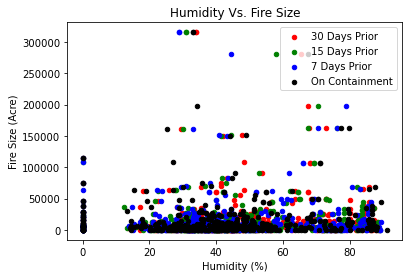 Humidity Vs. Fire Size
30 Days Prior
15 Days Prior
7 Days Prior
On Containment
300000
250000
200000
150000
100000
50000
0
Fire Size (Acre)
0 20 40 60 80
Humidity (%)